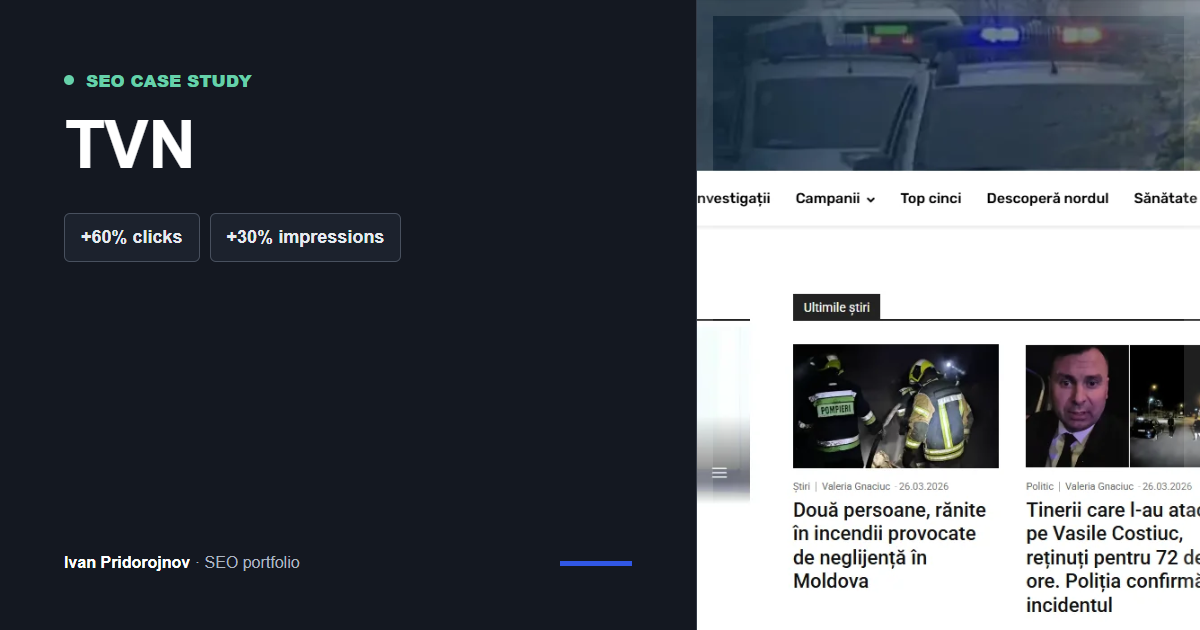 SEO CASE STUDY
TVN
+60% clicks
+30% impressions
Ivan Pridorojnov · SEO portfolio
nvestigații
Campanii
Top cinci
Descoperă nordul
Sănătate
Ultimile știri
POMPIERI
Știri | Valeria Gnaciuc - 26.03.2026
Două persoane, rănite
în incendii provocate
de neglijență în
Moldova
Politic | Valeria Gnaciuc - 26.03.2026
Tinerii care l-au atac
pe Vasile Costiuc,
reținuți pentru 72 de
ore. Poliția confirmă
incidentul